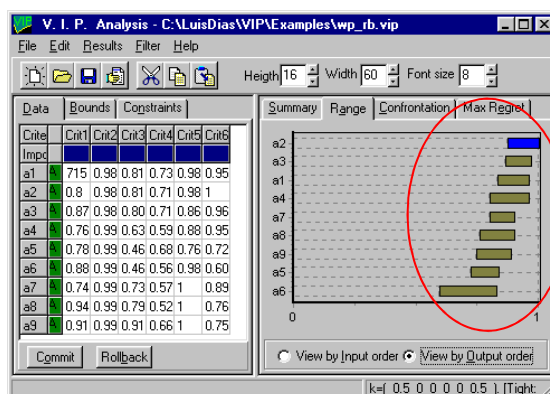 V. I. P. Analysis - C:\LuisDias\VIP\Examples\wp_rb.vip
File Edit Results Filter Help
Heigth 16 Width 60 Font size 8
Data Bounds Constraints
Crite Crit1 Crit2 Crit3 Crit4 Crit5 Crit6
Impo
a1 715 0.98 0.81 0.73 0.98 0.95
a2 0.8 0.98 0.81 0.71 0.98 1
a3 0.87 0.98 0.80 0.71 0.86 0.96
a4 0.76 0.99 0.63 0.59 0.88 0.95
a5 0.78 0.99 0.46 0.68 0.76 0.72
a6 0.88 0.99 0.46 0.56 0.98 0.60
a7 0.74 0.99 0.73 0.57 1 0.89
a8 0.94 0.99 0.79 0.52 1 0.76
a9 0.91 0.99 0.91 0.66 1 0.75
Commit Rollback
Summary Range Confrontation Max Regret
a2
a3
a1
a4
a7
a8
a9
a5
a6
0 1
View by Input order View by Output order
k=( 0.5 0 0 0 0 0.5 ). [Tight: